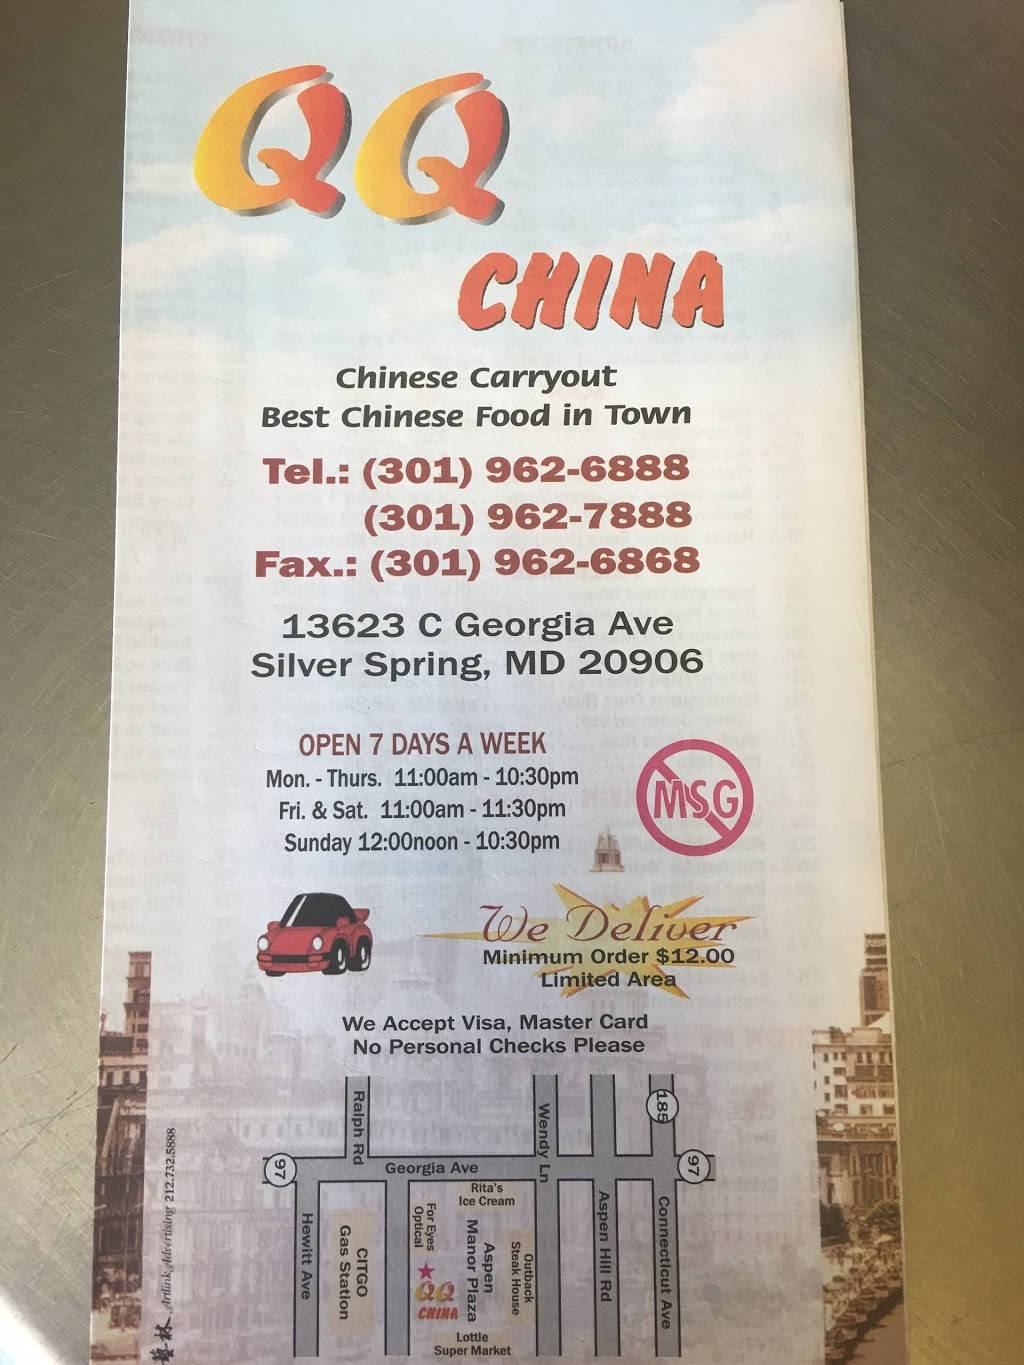 QQ
CHINA
Chinese Carryout
Best Chinese Food in Town
Tel.: (301) 962-6888
(301) 962-7888
Fax.: (301) 962-6868
13623 C Georgia Ave
Silver Spring, MD 20906
OPEN 7 DAYS A WEEK
Mon. - Thurs. 11:00am - 10:30pm
Fri. & Sat. 11:00am - 11:30pm
Sunday 12:00noon - 10:30pm
MSG
We Deliver
Minimum Order $12.00
Limited Area
We Accept Visa, Master Card
No Personal Checks Please
Ralph Rd
Wendy Ln
185
97
Georgia Ave
97
Rita's
Ice Cream
Hewitt Ave
CITGO
Gas Station
For Eyes
Optical
QQ
CHINA
Aspen
Manor Plaza
Outback
Steak House
Aspen Hill Rd
Connecticut Ave
Lottle
Super Market
Artlink Advertising 212.732.5888